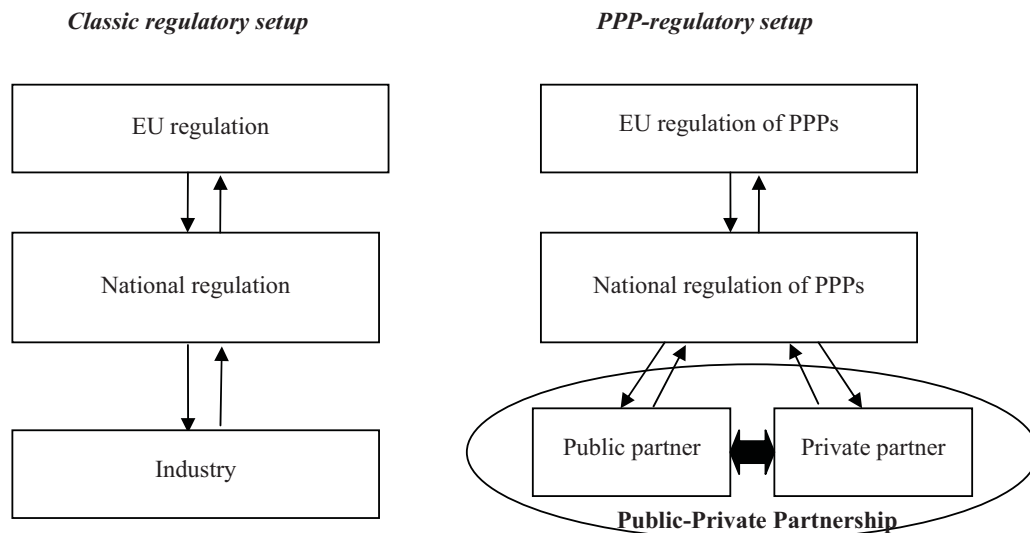 Classic regulatory setup
PPP-regulatory setup
EU regulation
EU regulation of PPPs
National regulation
National regulation of PPPs
Industry
Public partner
Private partner
Public-Private Partnership